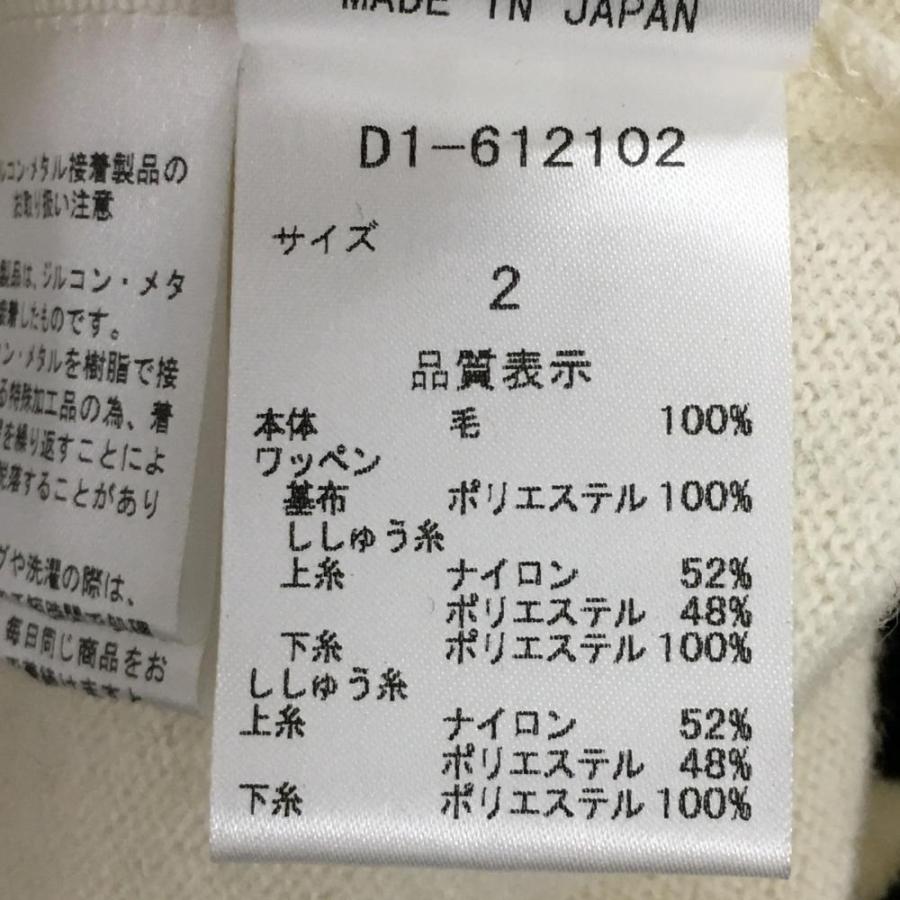 MADE IN JAPAN
D1-612102
サイズ
2
品質表示
本体 毛 100%
ワッペン
基布 ポリエステル 100%
ししゅう糸
上糸 ナイロン 52%
ポリエステル 48%
下糸 ポリエステル 100%
ししゅう糸
上糸 ナイロン 52%
ポリエステル 48%
下糸 ポリエステル 100%
ルコン・メタル接着製品の
お取り扱い注意
製品は、ジルコン・メタ
接着したものです。
ン・メタルを樹脂で接
る特殊加工品の為、着
を繰り返すことによ
脱落することがあり
グや洗濯の際は、
毎日同じ商品をお